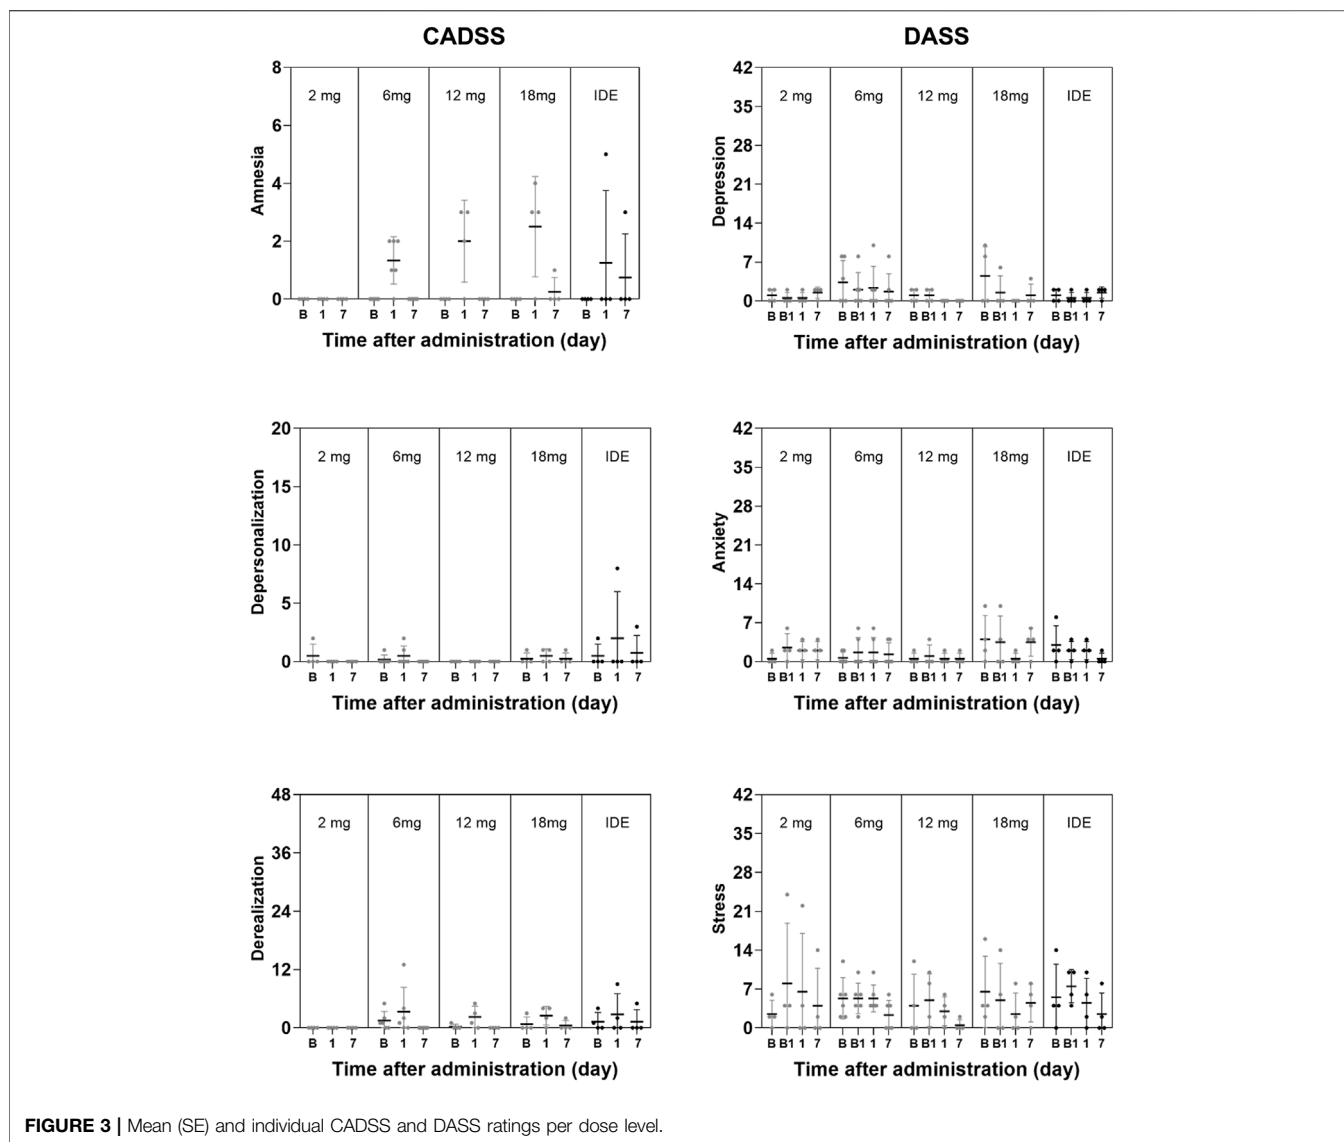 CADSS
DASS
8
6
4
2
0
Amnesia
2 mg 6mg 12 mg 18mg IDE
B 1 7 B 1 7 B 1 7 B 1 7 B 1 7
Time after administration (day)
42
35
28
21
14
7
0
Depression
2 mg 6mg 12 mg 18mg IDE
B B1 1 7 B B1 1 7 B B1 1 7 B B1 1 7 B B1 1 7
Time after administration (day)
20
15
10
5
0
Depersonalization
2 mg 6mg 12 mg 18mg IDE
B 1 7 B 1 7 B 1 7 B 1 7 B 1 7
Time after administration (day)
42
35
28
21
14
7
0
Anxiety
2 mg 6mg 12 mg 18mg IDE
B B1 1 7 B B1 1 7 B B1 1 7 B B1 1 7 B B1 1 7
Time after administration (day)
48
36
24
12
0
Derealization
2 mg 6mg 12 mg 18mg IDE
B 1 7 B 1 7 B 1 7 B 1 7 B 1 7
Time after administration (day)
42
35
28
21
14
7
0
Stress
2 mg 6mg 12 mg 18mg IDE
B B1 1 7 B B1 1 7 B B1 1 7 B B1 1 7 B B1 1 7
Time after administration (day)
FIGURE 3 | Mean (SE) and individual CADSS and DASS ratings per dose level.